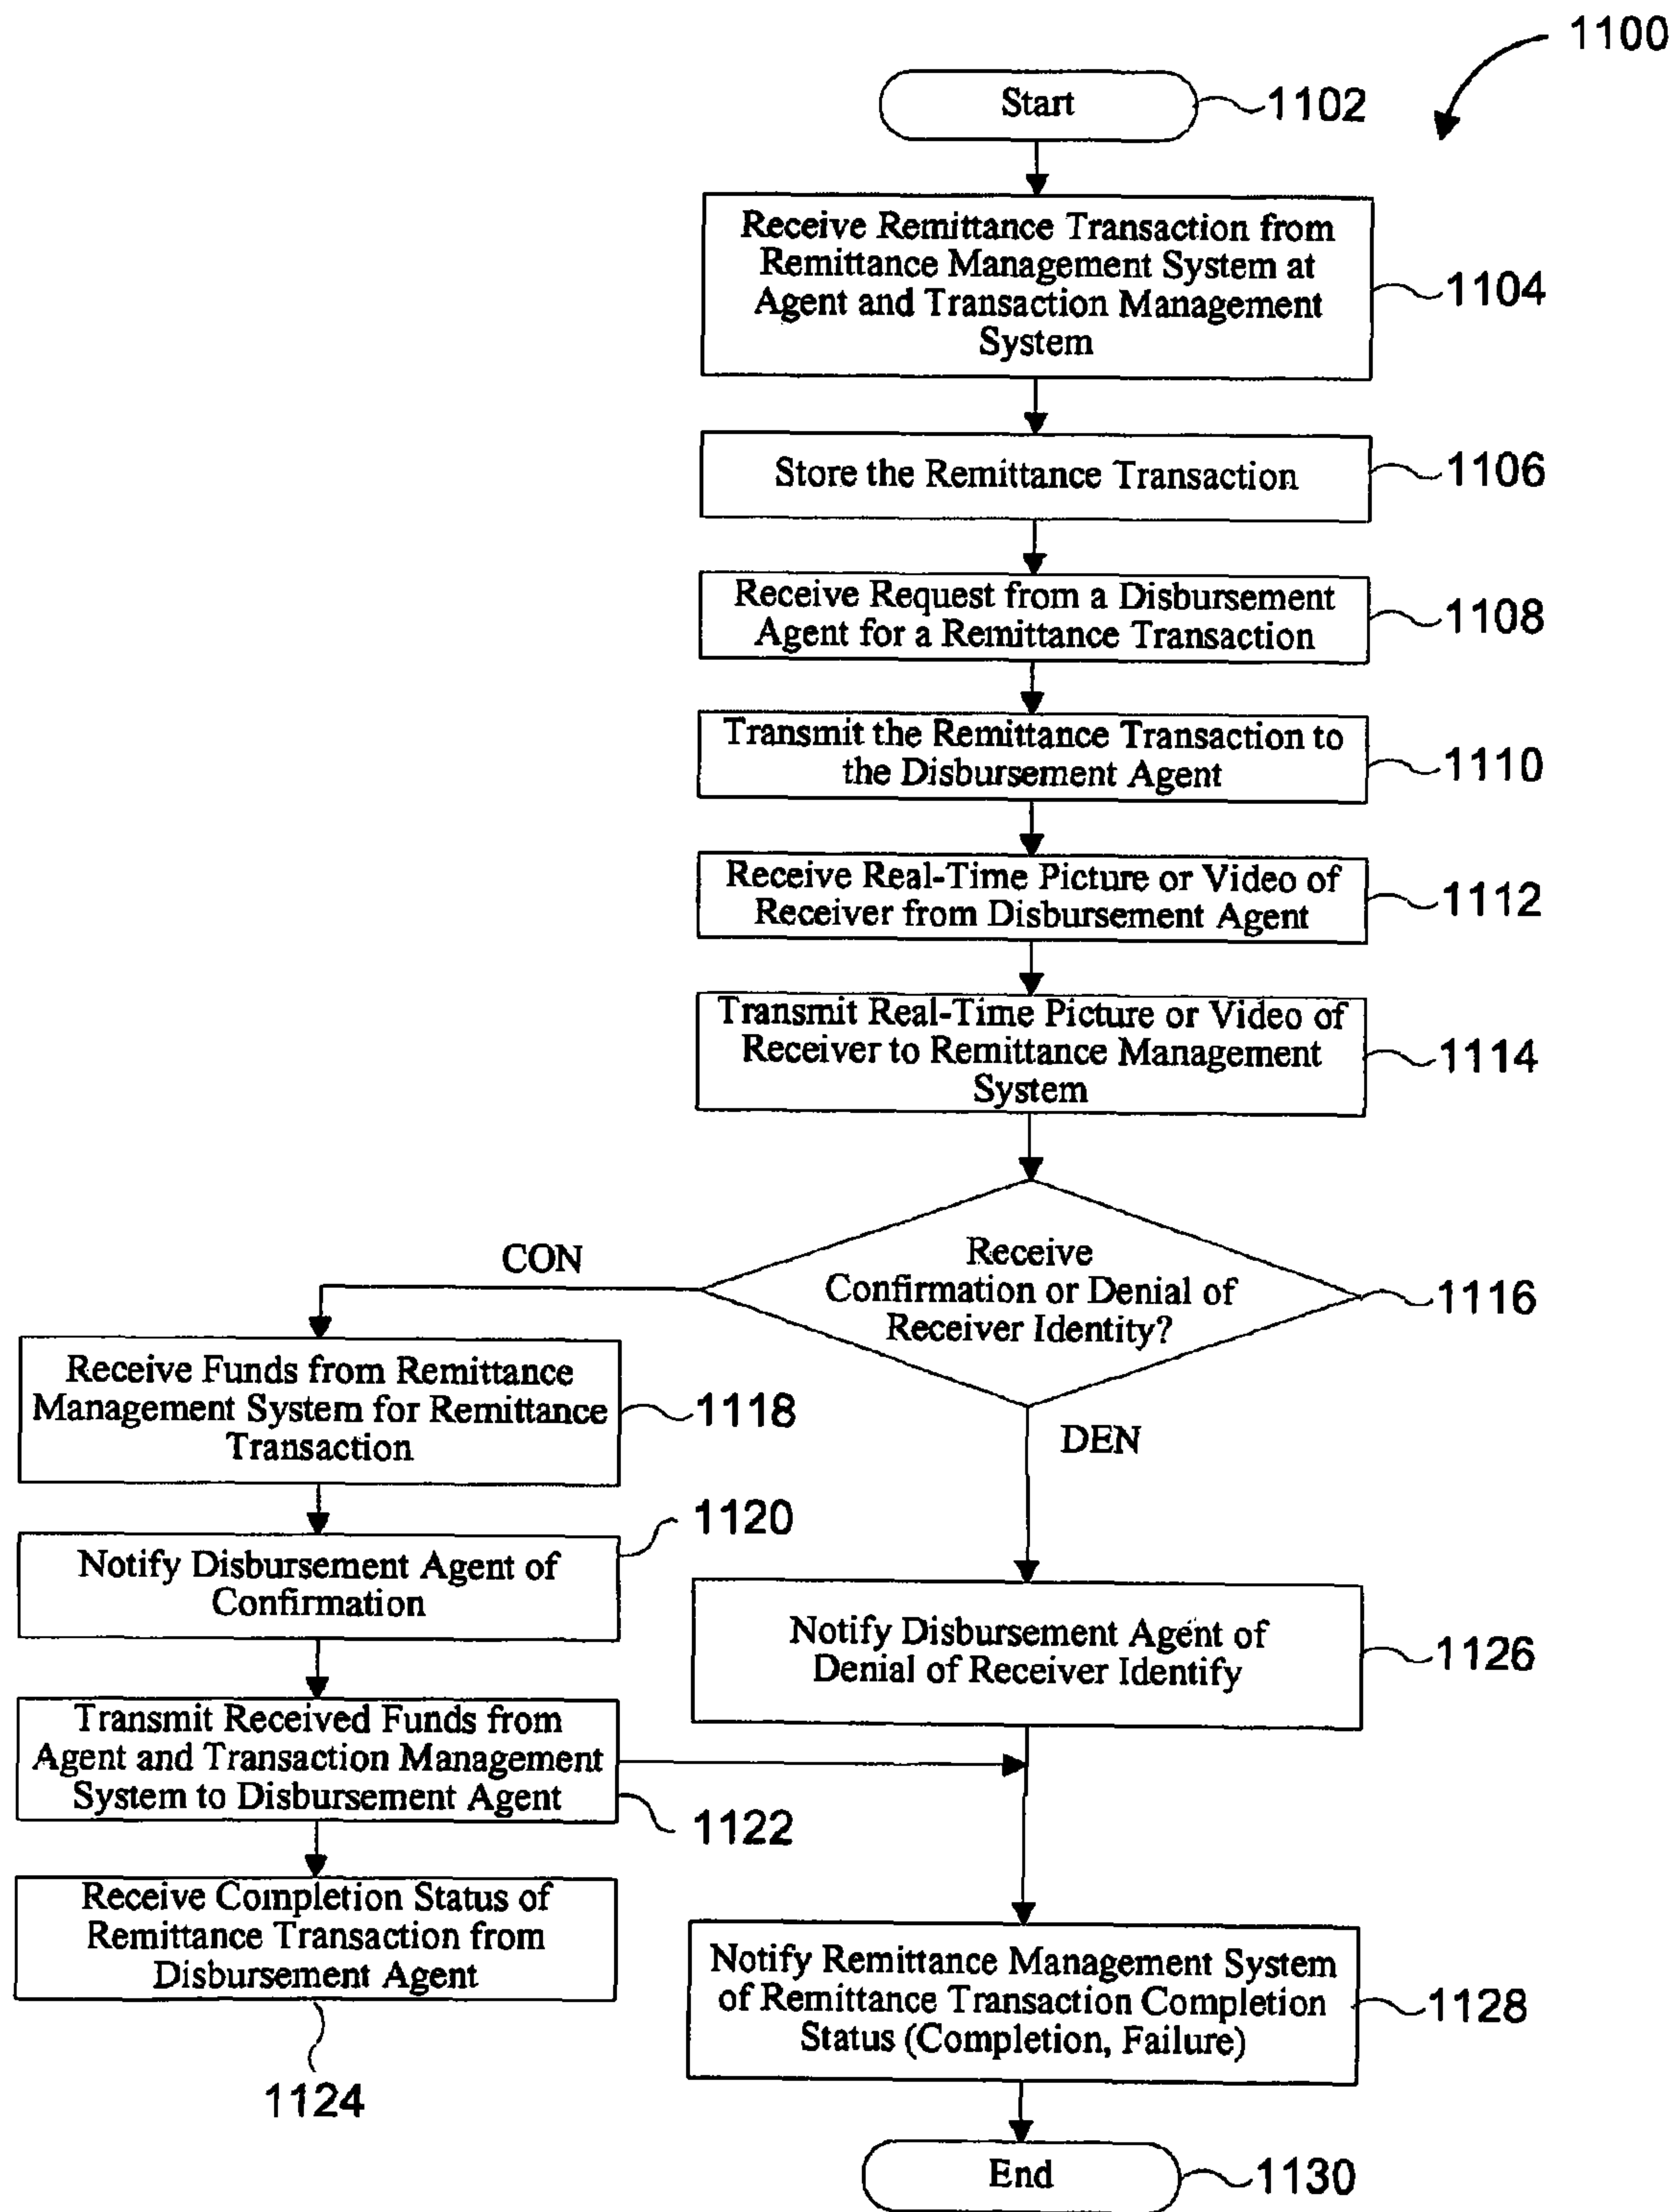 1100
Start
1102
Receive Remittance Transaction from
Remittance Management System at
Agent and Transaction Management
System
1104
Store the Remittance Transaction
1106
Receive Request from a Disbursement
Agent for a Remittance Transaction
1108
Transmit the Remittance Transaction to
the Disbursement Agent
1110
Receive Real-Time Picture or Video of
Receiver from Disbursement Agent
1112
Transmit Real-Time Picture or Video of
Receiver to Remittance Management
System
1114
Receive
Confirmation or Denial of
Receiver Identity?
1116
CON
Receive Funds from Remittance
Management System for Remittance
Transaction
1118
Notify Disbursement Agent of
Confirmation
1120
Transmit Received Funds from
Agent and Transaction Management
System to Disbursement Agent
1122
Receive Completion Status of
Remittance Transaction from
Disbursement Agent
1124
DEN
Notify Disbursement Agent of
Denial of Receiver Identify
1126
Notify Remittance Management System
of Remittance Transaction Completion
Status (Completion, Failure)
1128
End
1130